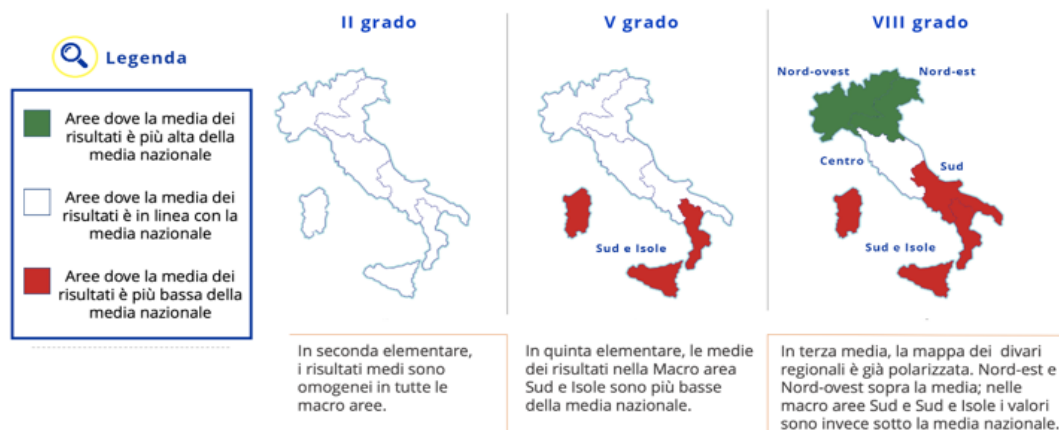 II grado
V grado
VIII grado
Legenda
Aree dove la media dei
risultati è più alta della
media nazionale
Aree dove la media dei
risultati è in linea con la
media nazionale
Aree dove la media dei
risultati è più bassa della
media nazionale
Sud e Isole
Nord-ovest
Nord-est
Centro
Sud
Sud e Isole
In seconda elementare,
i risultati medi sono
omogenei in tutte le
macro aree.
In quinta elementare, le medie
dei risultati nella Macro area
Sud e Isole sono più basse
della media nazionale.
In terza media, la mappa dei divari
regionali è già polarizzata. Nord-est e
Nord-ovest sopra la media; nelle
macro aree Sud e Sud e Isole i valori
sono invece sotto la media nazionale.